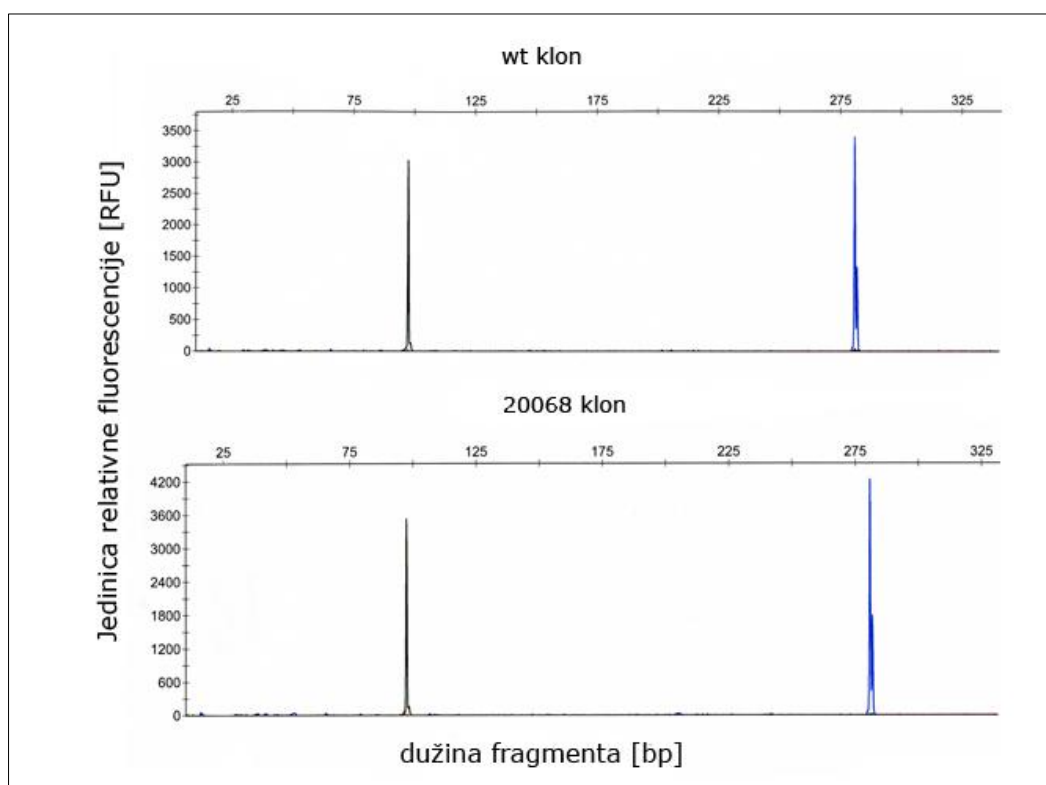 wt klon
25 75 125 175 225 275 325
3500
3000
2500
2000
1500
1000
500
0
Jedinica relativne fluorescencije [RFU]
20068 klon
25 75 125 175 225 275 325
4200
3600
3000
2400
1800
1200
600
0
dužina fragmenta [bp]